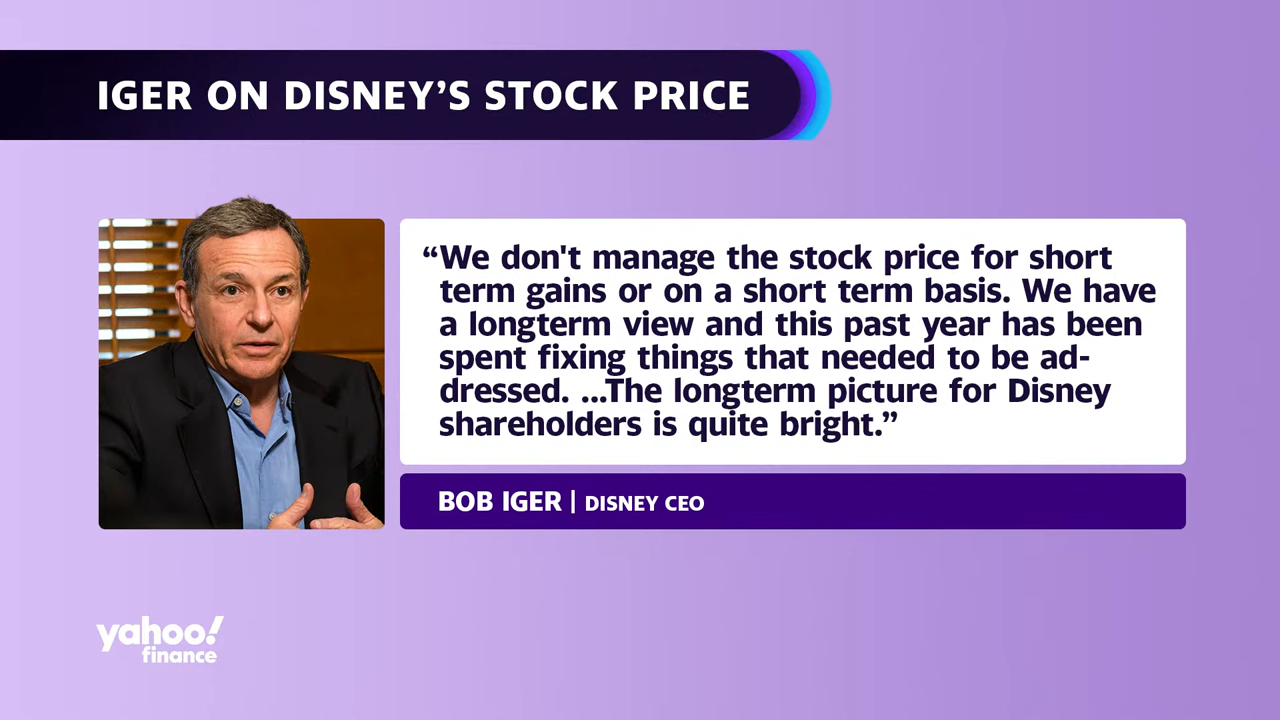 IGER ON DISNEY’S STOCK PRICE
“We don't manage the stock price for short
term gains or on a short term basis. We have
a longterm view and this past year has been
spent fixing things that needed to be ad-
dressed. ...The longterm picture for Disney
shareholders is quite bright.”
BOB IGER | DISNEY CEO
yahoo!
finance